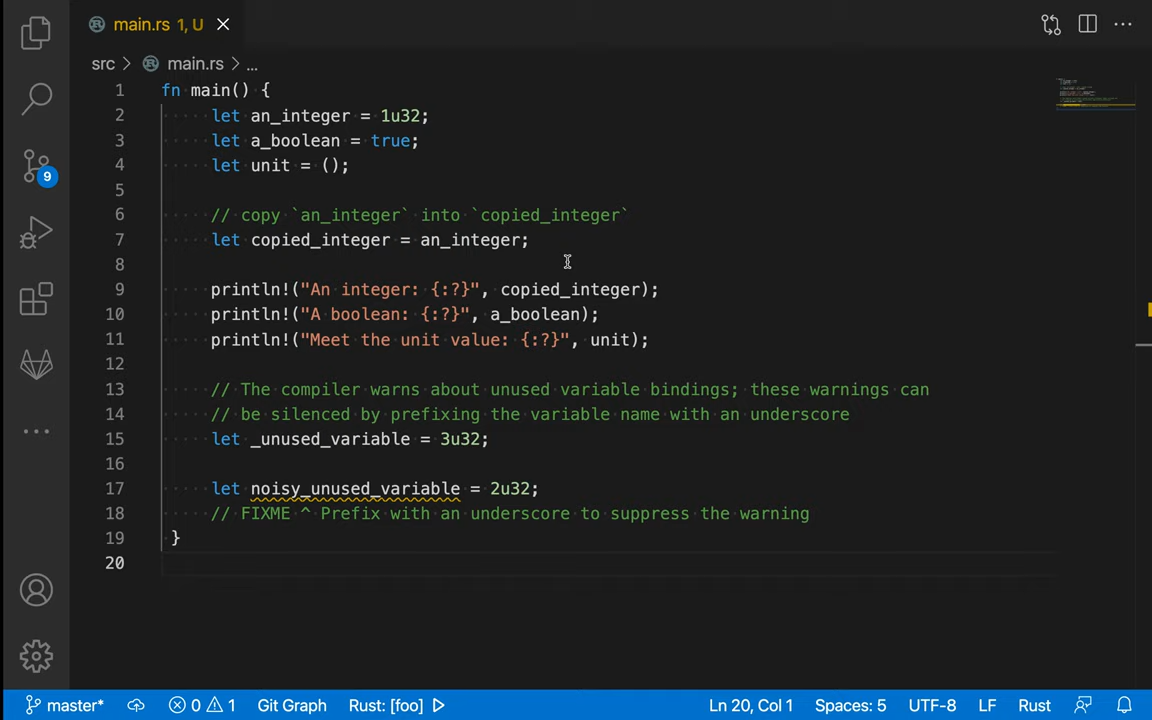 main.rs 1, U
src > main.rs > ...
1 fn main() {
2 let an_integer = 1u32;
3 let a_boolean = true;
4 let unit = ();
5
6 // copy `an_integer` into `copied_integer`
7 let copied_integer = an_integer;
8
9 println!("An integer: {:?}", copied_integer);
10 println!("A boolean: {:?}", a_boolean);
11 println!("Meet the unit value: {:?}", unit);
12
13 // The compiler warns about unused variable bindings; these warnings can
14 // be silenced by prefixing the variable name with an underscore
15 let _unused_variable = 3u32;
16
17 let noisy_unused_variable = 2u32;
18 // FIXME ^ Prefix with an underscore to suppress the warning
19 }
20
9
master* 0 1 Git Graph Rust: [foo] Ln 20, Col 1 Spaces: 5 UTF-8 LF Rust